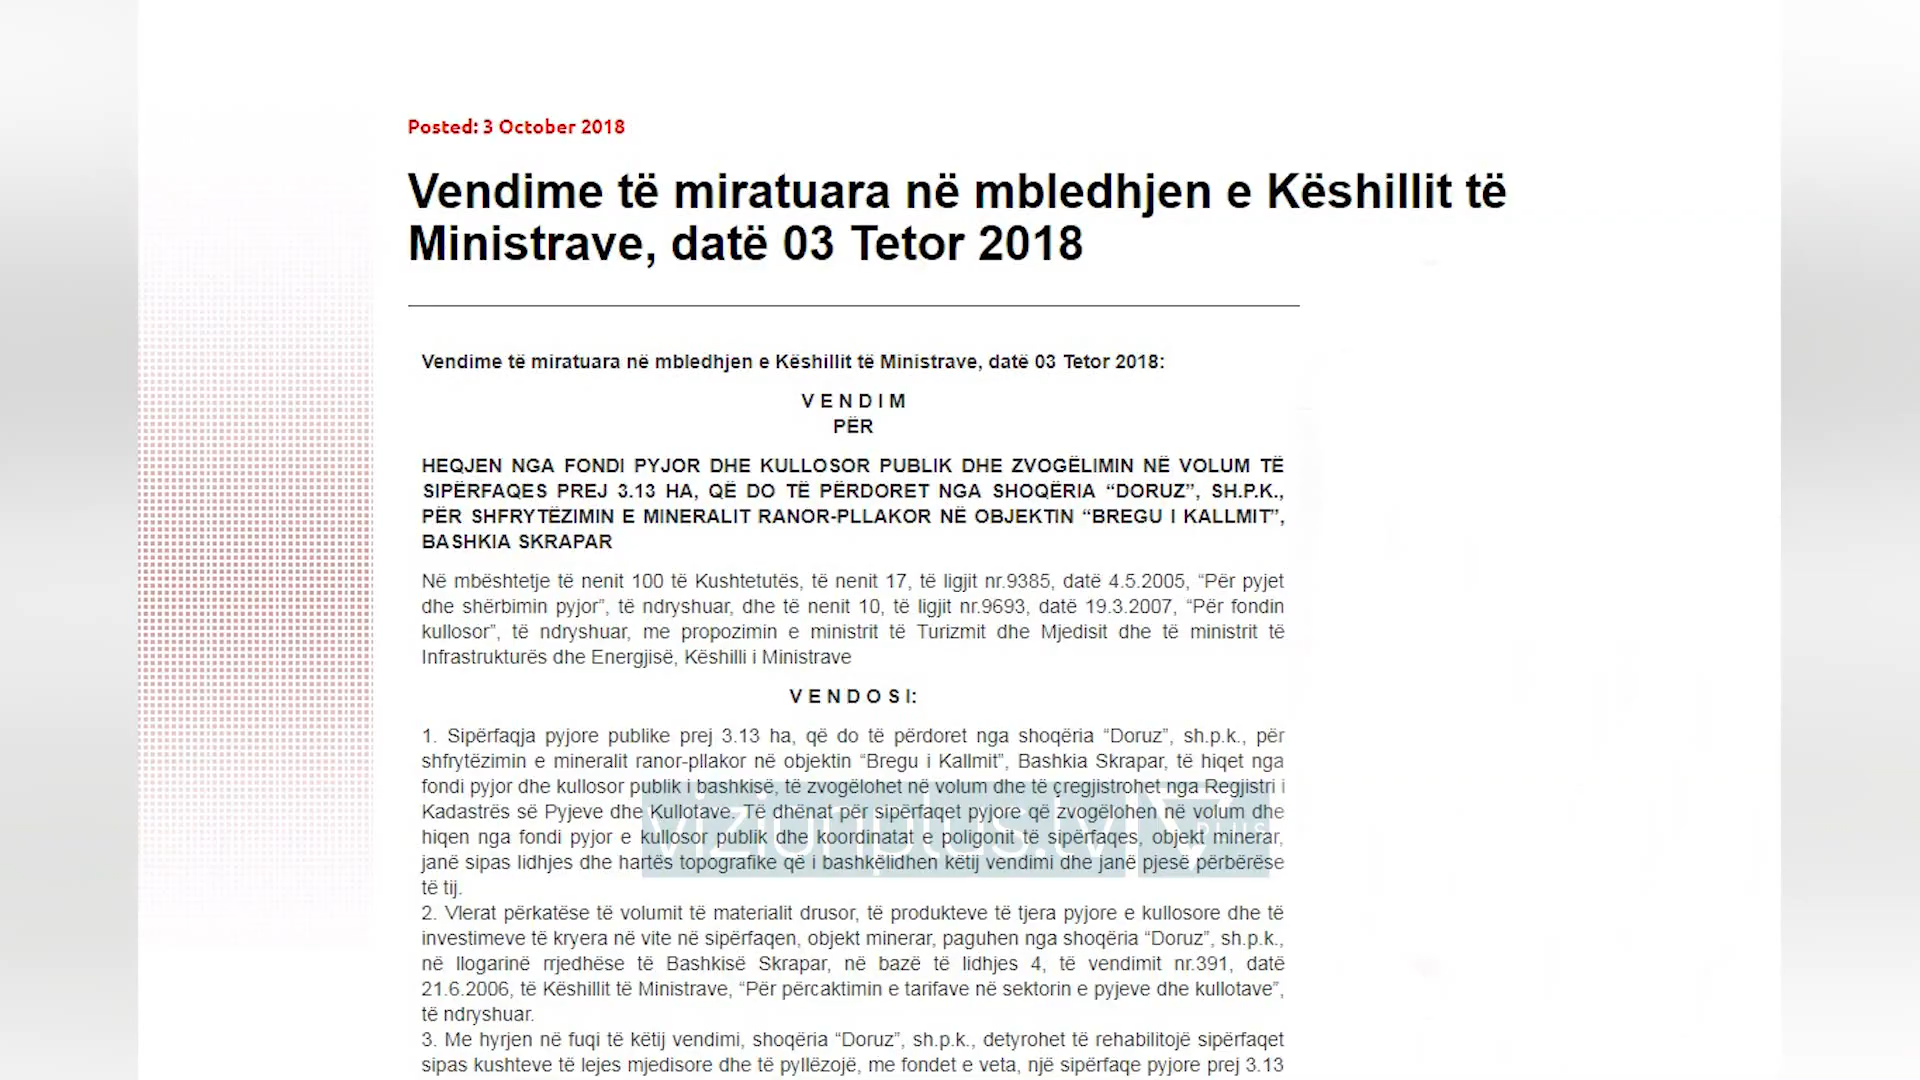 Posted: 3 October 2018
Vendime të miratuara në mbledhjen e Këshillit të
Ministrave, datë 03 Tetor 2018
Vendime të miratuara në mbledhjen e Këshillit të Ministrave, datë 03 Tetor 2018:
V E N D I M
PËR
HEQJEN NGA FONDI PYJOR DHE KULLOSOR PUBLIK DHE ZVOGËLIMIN NË VOLUM TË
SIPËRFAQES PREJ 3.13 HA, QË DO TË PËRDORET NGA SHOQËRIA “DORUZ”, SH.P.K.,
PËR SHFRYTËZIMIN E MINERALIT RANOR-PLLAKOR NË OBJEKTIN “BREGU I KALLMIT”,
BASHKIA SKRAPAR
Në mbështetje të nenit 100 të Kushtetutës, të nenit 17, të ligjit nr.9385, datë 4.5.2005, “Për pyjet
dhe shërbimin pyjor”, të ndryshuar, dhe të nenit 10, të ligjit nr.9693, datë 19.3.2007, “Për fondin
kullosor”, të ndryshuar, me propozimin e ministrit të Turizmit dhe Mjedisit dhe të ministrit të
Infrastrukturës dhe Energjisë, Këshilli i Ministrave
V E N D O S I:
1. Sipërfaqja pyjore publike prej 3.13 ha, që do të përdoret nga shoqëria “Doruz”, sh.p.k., për
shfrytëzimin e mineralit ranor-pllakor në objektin “Bregu i Kallmit”, Bashkia Skrapar, të hiqet nga
fondi pyjor dhe kullosor publik i bashkisë, të zvogëlohet në volum dhe të çregjistrohet nga Regjistri i
Kadastrës së Pyjeve dhe Kullotave. Të dhënat për sipërfaqet pyjore që zvogëlohen në volum dhe
hiqen nga fondi pyjor e kullosor publik dhe koordinatat e poligonit të sipërfaqes, objekt minerar,
janë sipas lidhjes dhe hartës topografike që i bashkëlidhen këtij vendimi dhe janë pjesë përbërëse
të tij.
vizionplus.tv PLUS
2. Vlerat përkatëse të volumit të materialit drusor, të produkteve të tjera pyjore e kullosore dhe të
investimeve të kryera në vite në sipërfaqen, objekt minerar, paguhen nga shoqëria “Doruz”, sh.p.k.,
në llogarinë rrjedhëse të Bashkisë Skrapar, në bazë të lidhjes 4, të vendimit nr.391, datë
21.6.2006, të Këshillit të Ministrave, “Për përcaktimin e tarifave në sektorin e pyjeve dhe kullotave”,
të ndryshuar.
3. Me hyrjen në fuqi të këtij vendimi, shoqëria “Doruz”, sh.p.k., detyrohet të rehabilitojë sipërfaqet
sipas kushteve të lejes mjedisore dhe të pyllëzojë, me fondet e veta, një sipërfaqe pyjore prej 3.13